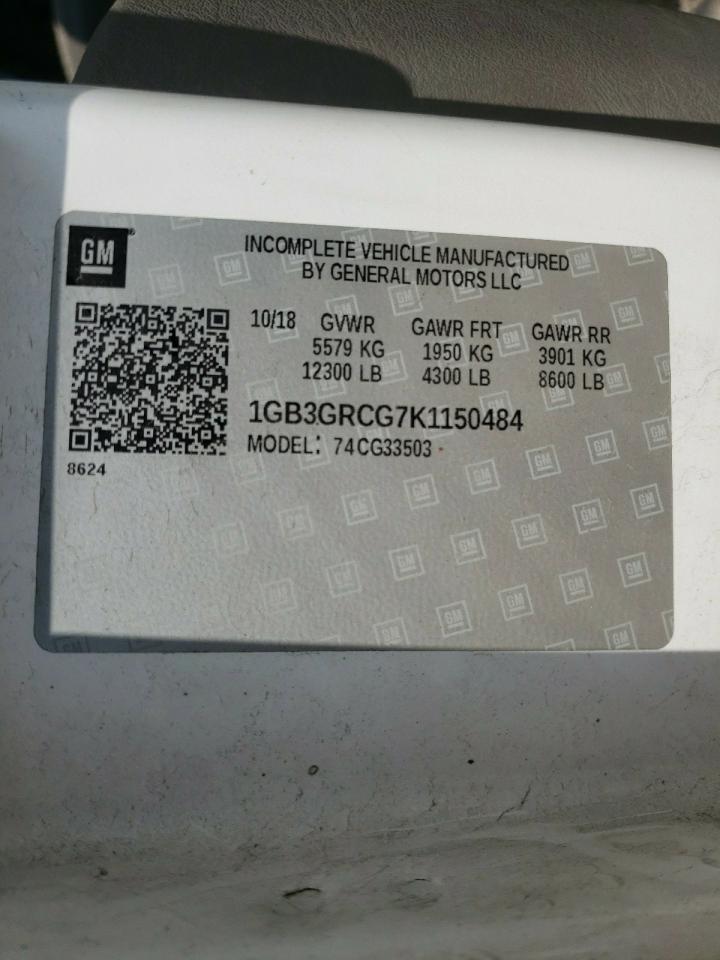 GM
INCOMPLETE VEHICLE MANUFACTURED
BY GENERAL MOTORS LLC
10/18 GVWR GAWR FRT GAWR RR
5579 KG 1950 KG 3901 KG
12300 LB 4300 LB 8600 LB
1GB3GRCG7K1150484
MODEL: 74CG33503
8624